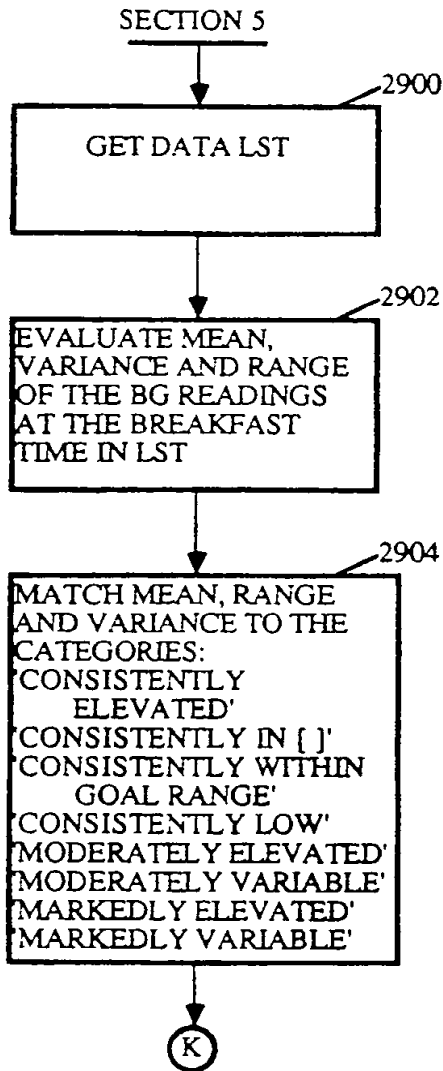 SECTION 5
2900
GET DATA LST
2902
EVALUATE MEAN,
VARIANCE AND RANGE
OF THE BG READINGS
AT THE BREAKFAST
TIME IN LST
2904
MATCH MEAN, RANGE
AND VARIANCE TO THE
CATEGORIES:
'CONSISTENTLY
ELEVATED'
'CONSISTENTLY IN [ ]'
'CONSISTENTLY WITHIN
GOAL RANGE'
'CONSISTENTLY LOW'
'MODERATELY ELEVATED'
'MODERATELY VARIABLE'
'MARKEDLY ELEVATED'
'MARKEDLY VARIABLE'
K